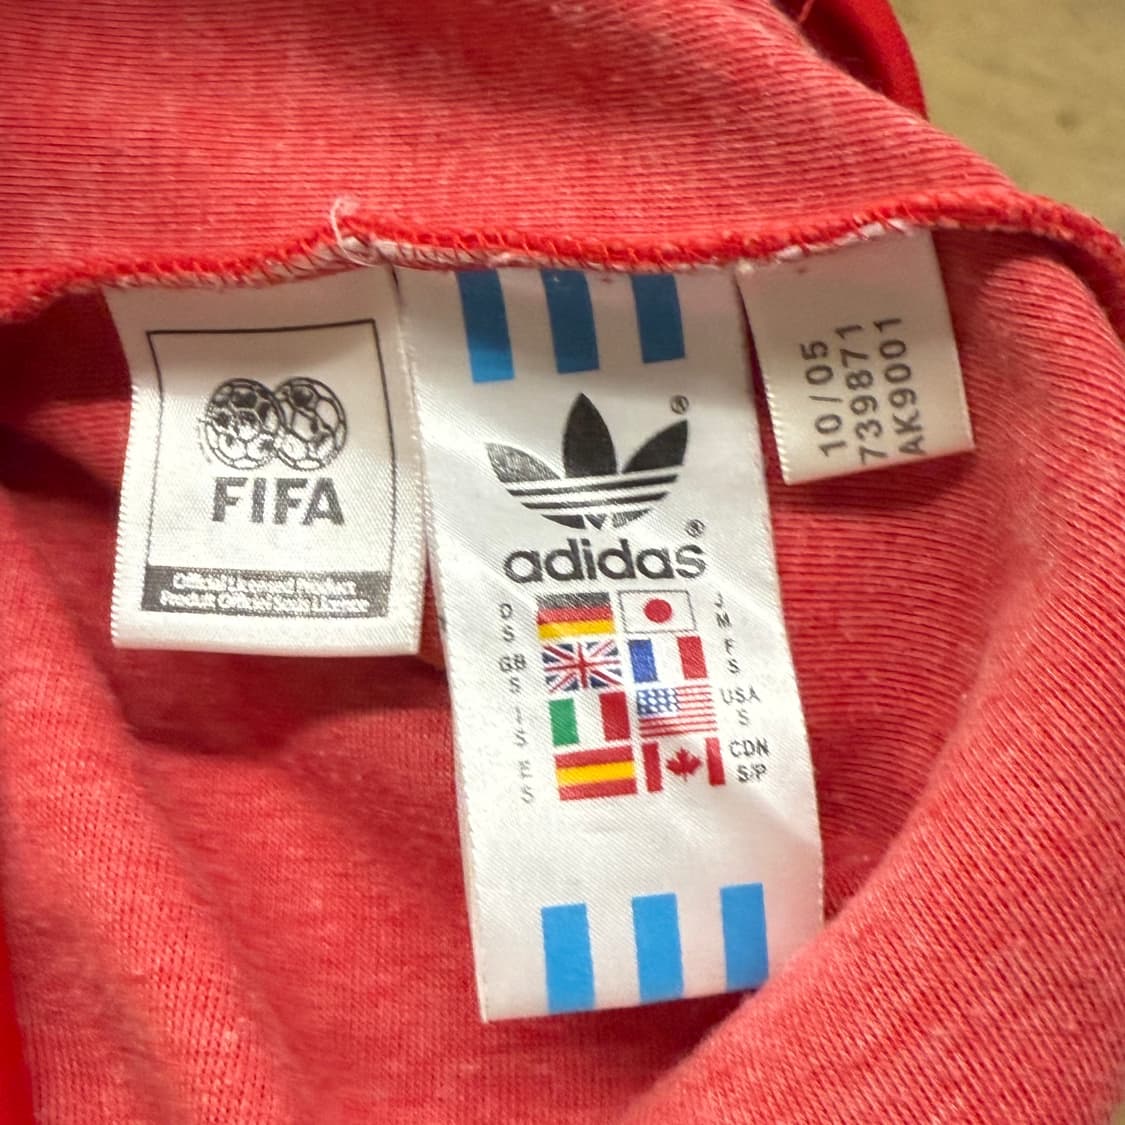 FIFA
Official Licensed Product
Produit Officiel Sous Licence
®
adidas®
D
S
J
M
GB
S
F
S
I
S
USA
S
E
S
CDN
S/P
10/05
739871
AK9001